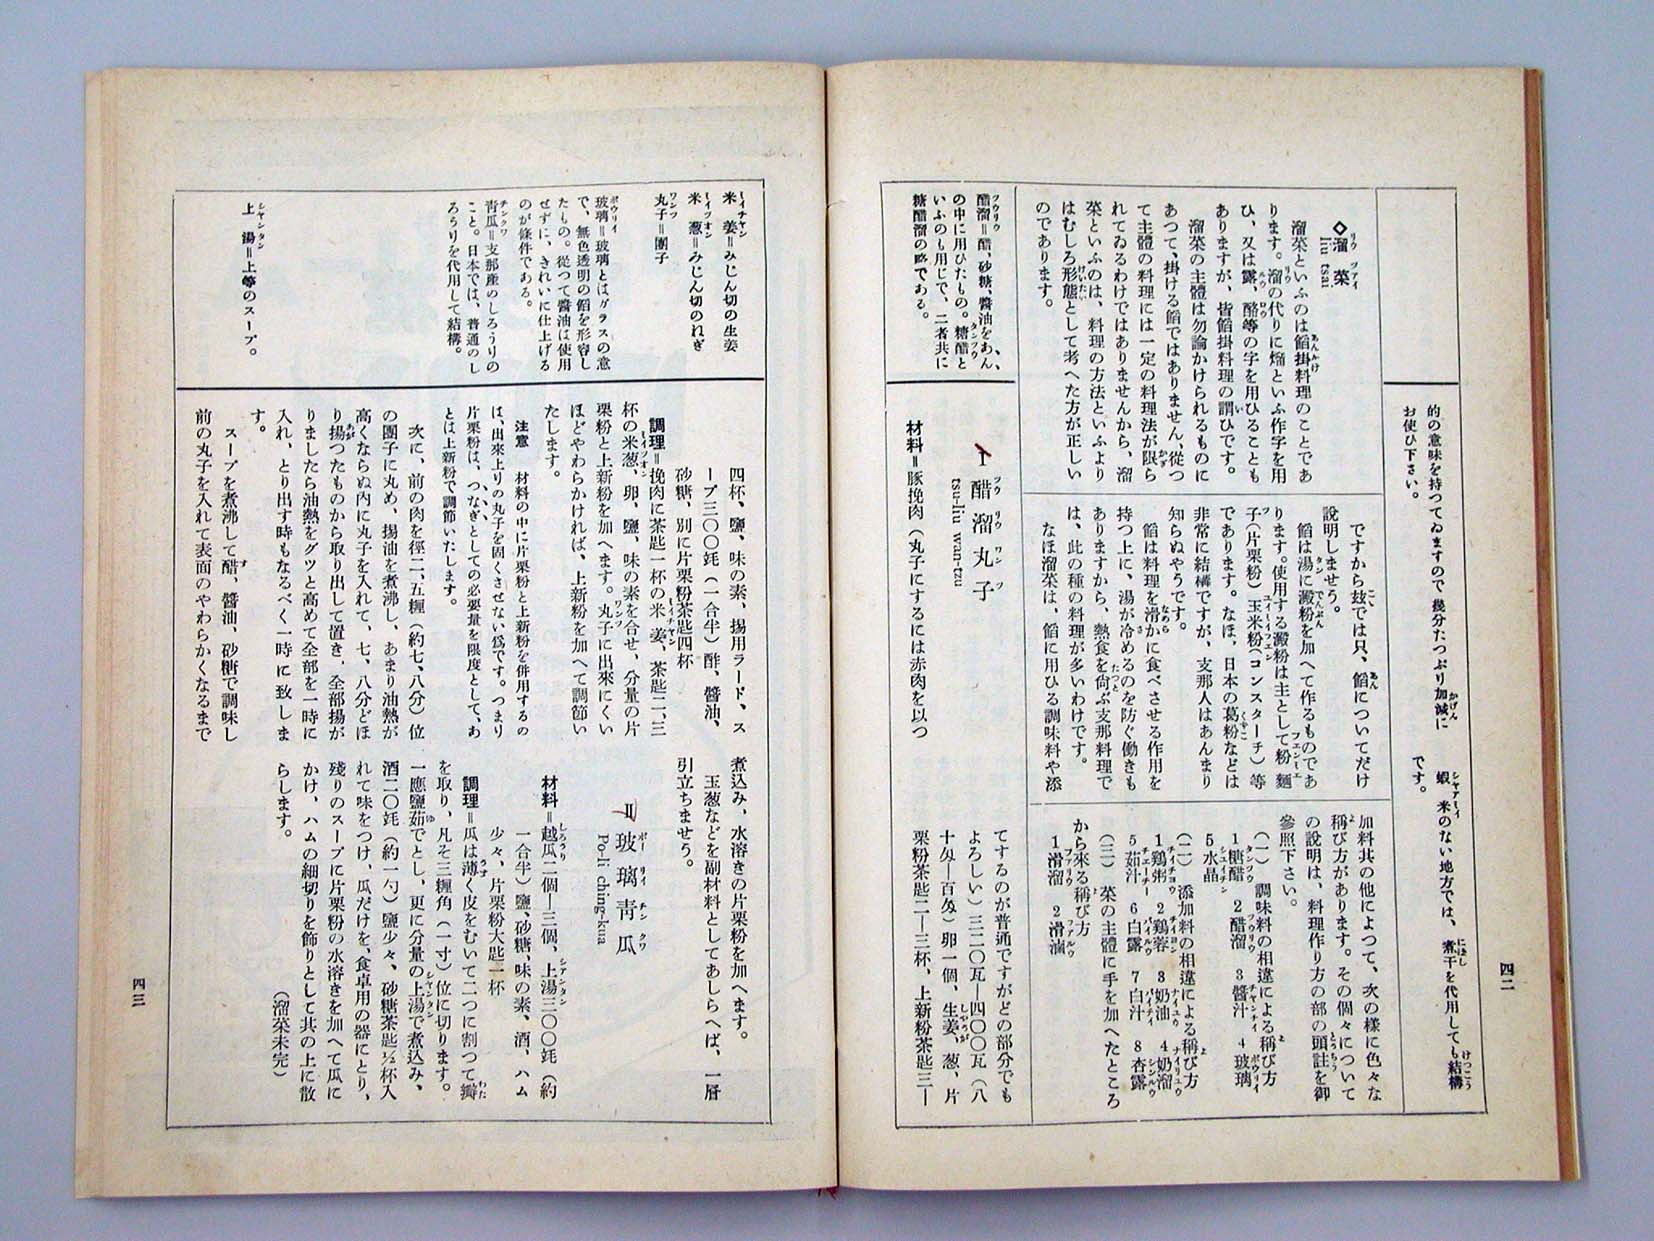 的の意味を持つてゐますので幾分たつぷり加減に
お使ひ下さい。
蝦米のない地方では、煮干を代用しても結構
です。
◇溜菜
liu tsai
溜菜といふのは餡掛料理のことであ
ります。溜の代りに熘といふ作字を用
ひ、又は露、酪等の字を用ひることも
ありますが、皆餡掛料理の謂ひです。
溜菜の主體は勿論かけられるものに
あつて、掛ける餡ではありません、從つ
て主體の料理には一定の料理法が限ら
れてゐるわけではありませんから、溜
菜といふのは、料理の方法といふより
はむしろ形態として考へた方が正しい
のであります。
ですから玆では只、餡についてだけ
說明しませう。
餡は湯に澱粉を加へて作るものであ
ります。使用する澱粉は主として粉麵
子(片栗粉)玉米粉(コンスターチ)等
であります。なほ、日本の葛粉などは
非常に結構ですが、支那人はあんまり
知らぬやうです。
餡は料理を滑かに食べさせる作用を
持つ上に、湯が冷めるのを防ぐ働きも
ありますから、熱食を尙ぶ支那料理で
は、此の種の料理が多いわけです。
なほ溜菜は、餡に用ひる調味料や添
加料其の他によつて、次の樣に色々な
稱び方があります。その個々について
の說明は、料理作り方の部の頭註を御
參照下さい。
(一) 調味料の相違による稱び方
1糖醋 2醋溜 3醬汁 4玻璃
5水晶
(二) 添加料の相違による稱び方
1鷄粥 2鷄蓉 3奶油 4奶溜
5茄汁 6白露 7白汁 8杏露
(三) 菜の主體に手を加へたところ
から來る稱び方
1滑溜 2滑滷
醋溜=醋、砂糖、醬油をあん
の中に用ひたもの。糖醋と
いふのも用じで、二者共に
糖醋溜の略である。
Ⅰ 醋溜丸子
tsu-liu wan-tzu
材料=豚挽肉(丸子にするには赤肉を以つ
てするのが普通ですがどの部分でも
よろしい)三二〇瓦—四〇〇瓦(八
十匁—百匁)卵一個、生姜、葱、片
栗粉茶匙二—三杯、上新粉茶匙三—
四二
米姜=みじん切の生姜
米葱=みじん切のねぎ
丸子=團子
玻璃=玻璃とはガラスの意
で、無色透明の餡を形容し
たもの。從つて醬油は使用
せずに、きれいに仕上げる
のが條件である。
靑瓜=支那產のしろうりの
こと。日本では、普通のし
ろうりを代用して結構。
上湯=上等のスープ。
四杯、鹽、味の素、揚用ラード、ス
ープ三〇〇竓(一合半)酢、醬油、
砂糖、別に片栗粉茶匙四杯
調理=挽肉に茶匙一杯の米姜、茶匙二、三
杯の米葱、卵、鹽、味の素を合せ、分量の片
栗粉と上新粉を加へます。丸子に出來にくい
ほどやわらかければ、上新粉を加へて調節い
たします。
注意 材料の中に片栗粉と上新粉を併用するの
は、出來上りの丸子を固くさせない爲です。つまり
片栗粉は、つなぎとしての必要量を限度として、あ
とは上新粉で調節いたします。
次に、前の肉を徑二、五糎(約七、八分)位
の團子に丸め、揚油を煮沸し、あまり油熱が
高くならぬ內に丸子を入れて、七、八分どほ
り揚つたものから取り出して置き、全部揚が
りましたら油熱をグツと高めて全部を一時に
入れ、とり出す時もなるべく一時に致しま
す。
スープを煮沸して醋、醬油、砂糖で調味し
前の丸子を入れて表面のやわらかくなるまで
煮込み、水溶きの片栗粉を加へます。
玉葱などを副材料としてあしらへば、一層
引立ちませう。
Ⅱ 玻璃靑瓜
Po-li ching-kua
材料=越瓜二個—三個、上湯三〇〇竓(約
一合半)鹽、砂糖、味の素、酒、ハム
少々、片栗粉大匙一杯
調理=瓜は薄く皮をむいて二つに割つて瓣
を取り、凡そ三糎角(一寸)位に切ります。
一應鹽茹でとし、更に分量の上湯で煮込み、
酒二〇竓(約一勺)鹽少々、砂糖茶匙½杯入
れて味をつけ、瓜だけを、食卓用の器にとり、
殘りのスープに片栗粉の水溶きを加へて瓜に
かけ、ハムの細切りを飾りとして其の上に散
らします。
(溜菜未完)
四三